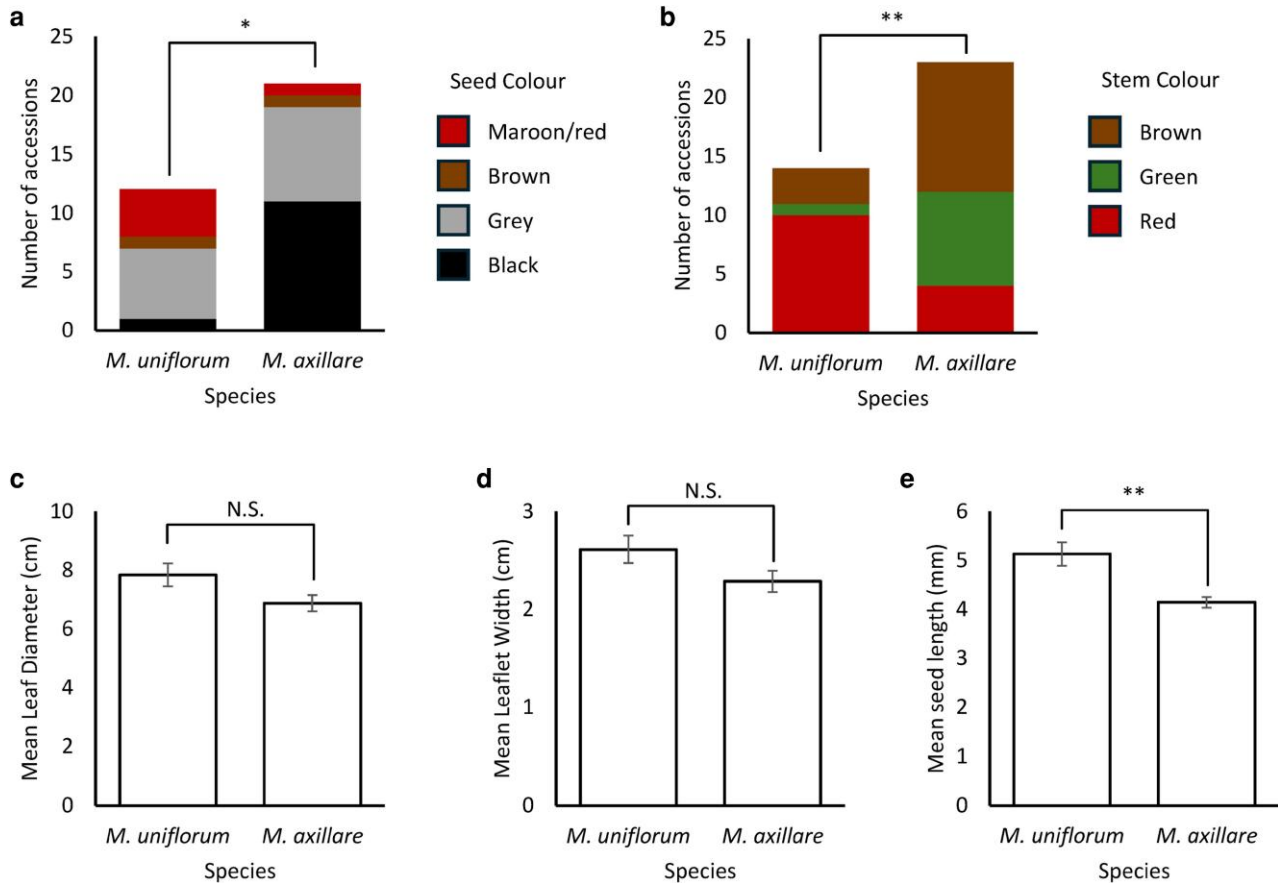 a
*
25
20
15
10
5
0
Number of accessions
M. uniflorum M. axillare
Species
Seed Colour
Maroon/red
Brown
Grey
Black
b
**
25
20
15
10
5
0
Number of accessions
M. uniflorum M. axillare
Species
Stem Colour
Brown
Green
Red
c
N.S.
10
8
6
4
2
0
Mean Leaf Diameter (cm)
M. uniflorum M. axillare
Species
d
N.S.
3
2
1
0
Mean Leaflet Width (cm)
M. uniflorum M. axillare
Species
e
**
6
5
4
3
2
1
0
Mean seed length (mm)
M. uniflorum M. axillare
Species